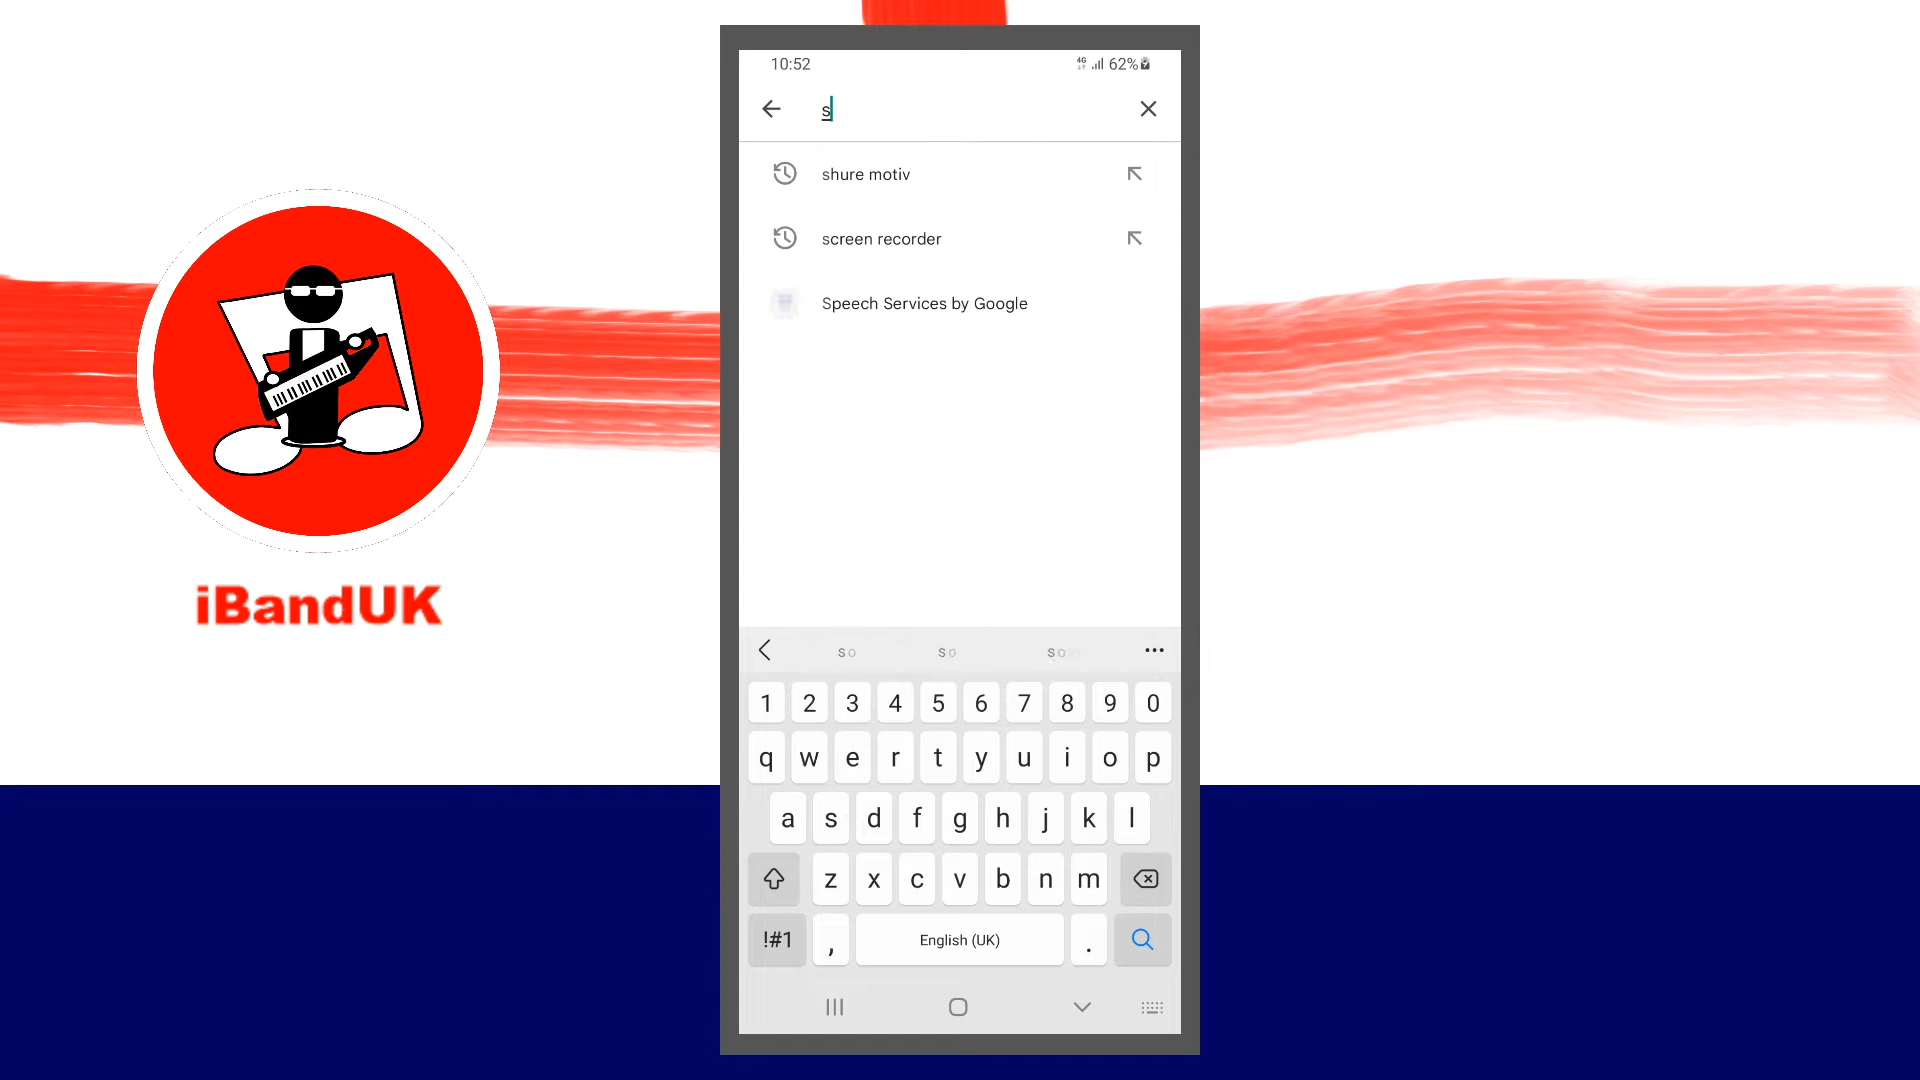 10:52
4G 62%
s
shure motiv
screen recorder
Speech Services by Google
iBandUK
so so so
1 2 3 4 5 6 7 8 9 0
q w e r t y u i o p
a s d f g h j k l
z x c v b n m
!#1 , English (UK) .